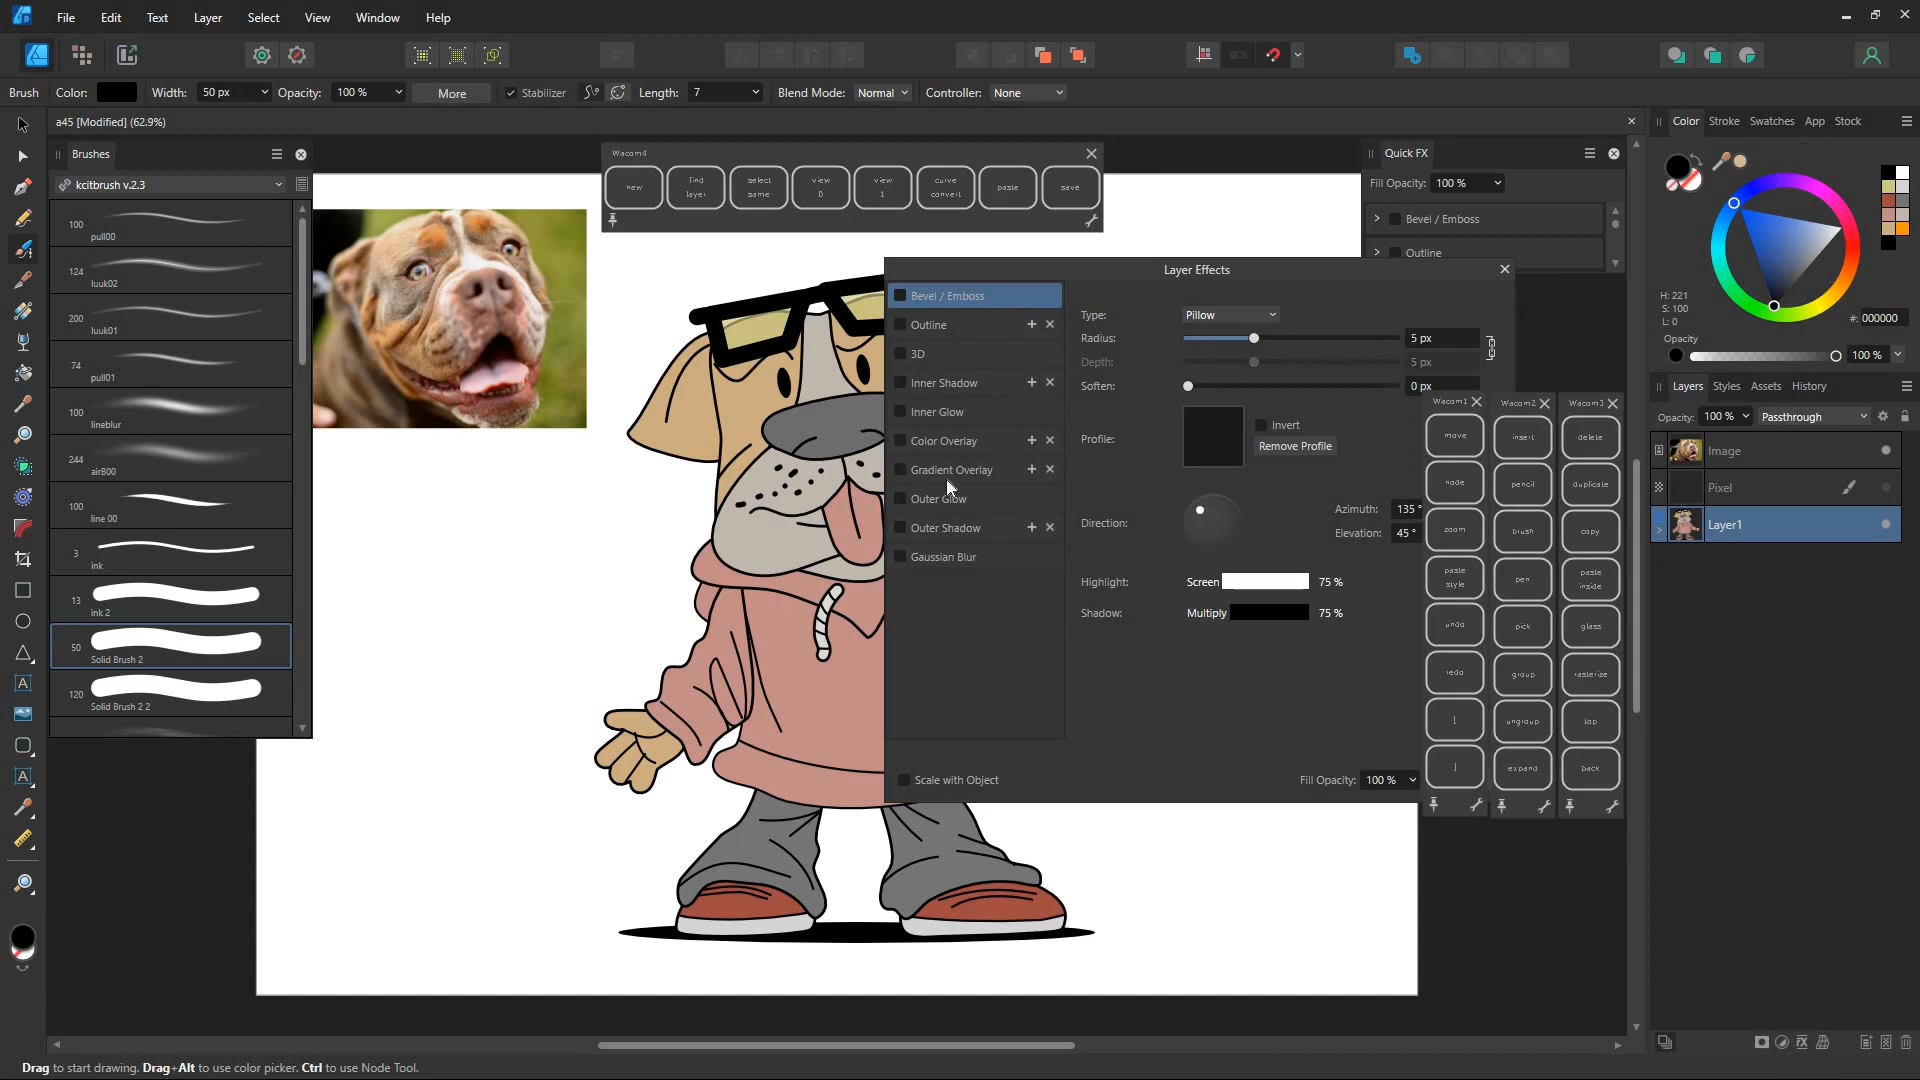 File Edit Text Layer Select View Window Help
Brush Color: Width: 50 px Opacity: 100 % More Stabilizer Length: 7 Blend Mode: Normal Controller: None
a45 [Modified] (62.9%)
Brushes
kcitbrush v.2.3
100 pull00
124 luuk02
200 luuk01
74 pull01
100 lineblur
244 air800
100 line 00
3 ink
13 ink 2
50 Solid Brush 2
120 Solid Brush 2 2
Wacom4
new
find layer
select same
view 0
view 1
curve convert
paste
save
Quick FX
Fill Opacity: 100 %
Bevel / Emboss
Outline
Layer Effects
Bevel / Emboss
Outline
3D
Inner Shadow
Inner Glow
Color Overlay
Gradient Overlay
Outer Glow
Outer Shadow
Gaussian Blur
Type: Pillow
Radius: 5 px
Depth: 5 px
Soften: 0 px
Profile:
Invert
Remove Profile
Direction:
Azimuth: 135 °
Elevation: 45 °
Highlight: Screen 75 %
Shadow: Multiply 75 %
Scale with Object
Fill Opacity: 100 %
Wacom1
move
node
zoom
paste style
undo
redo
[
]
Wacom2
insert
pencil
brush
pen
pick
group
ungroup
expand
Wacom3
delete
duplicate
copy
paste inside
glass
rasterize
top
back
Color Stroke Swatches App Stock
H: 221
S: 100
L: 0
#: 000000
Opacity
100 %
Layers Styles Assets History
Opacity: 100 % Passthrough
Image
Pixel
Layer1
Drag to start drawing. Drag+Alt to use color picker. Ctrl to use Node Tool.